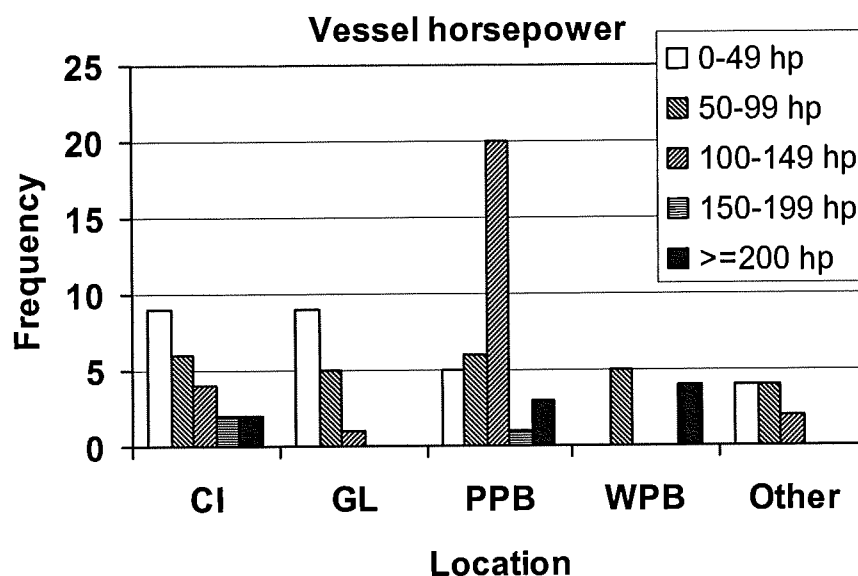 Vessel horsepower
0-49 hp
50-99 hp
100-149 hp
150-199 hp
>=200 hp
Frequency
25
20
15
10
5
0
CI GL PPB WPB Other
Location